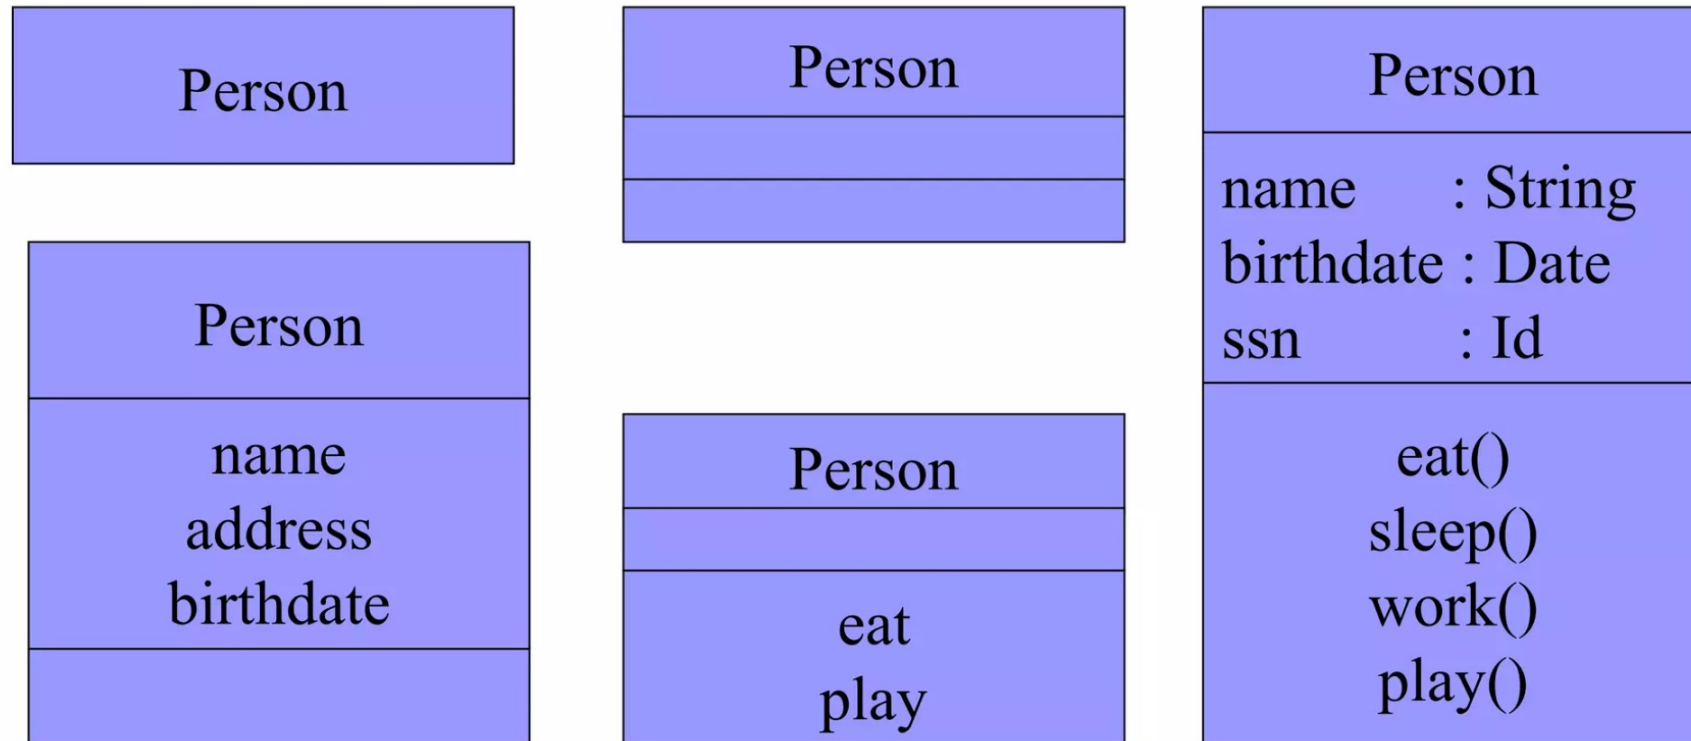 Person
Person
name
address
birthdate
Person
Person
eat
play
Person
name : String
birthdate : Date
ssn : Id
eat()
sleep()
work()
play()